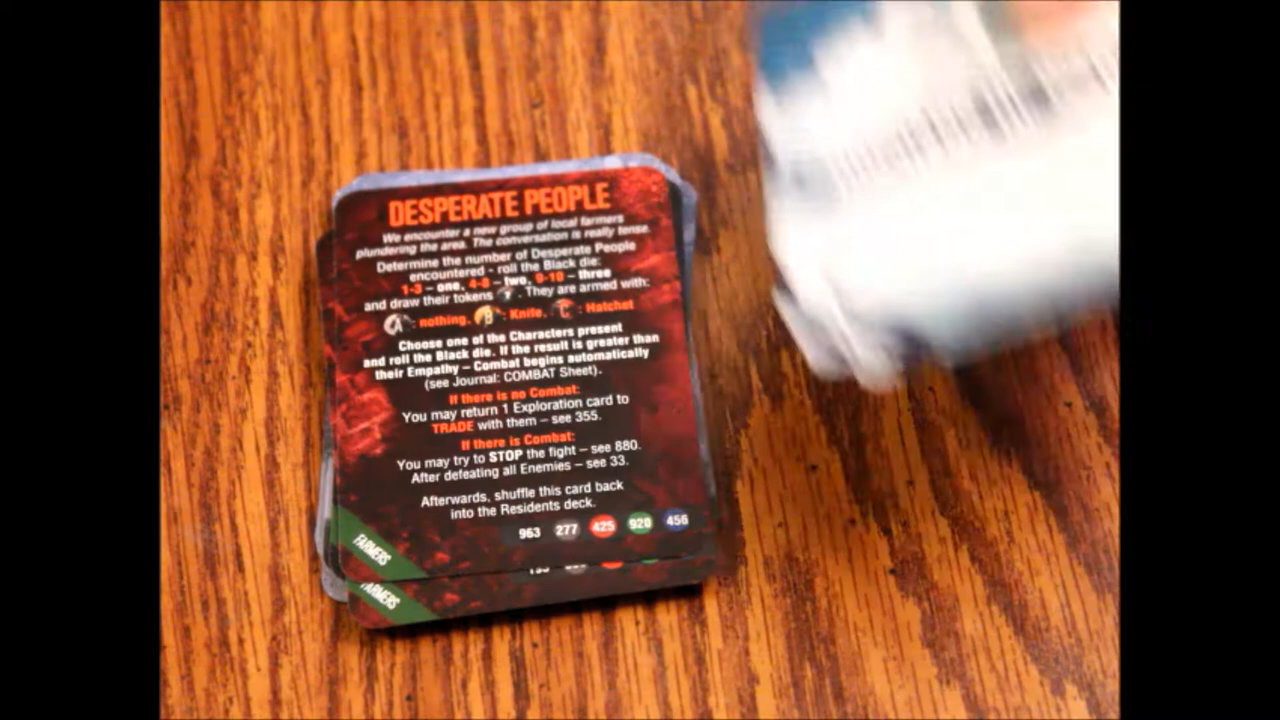 DESPERATE PEOPLE
We encounter a new group of local farmers
plundering the area. The conversation is really tense.
Determine the number of Desperate People
encountered - roll the Black die:
1-3 – one, 4-8 – two, 9-10 – three
and draw their tokens . They are armed with:
A : nothing, B : Knife, C : Hatchet
Choose one of the Characters present
and roll the Black die. If the result is greater than
their Empathy – Combat begins automatically
(see Journal: COMBAT Sheet).
If there is no Combat:
You may return 1 Exploration card to
TRADE with them – see 355.
If there is Combat:
You may try to STOP the fight – see 880.
After defeating all Enemies – see 33.
Afterwards, shuffle this card back
into the Residents deck.
963 277 425 920 456
FARMERS
FARMERS